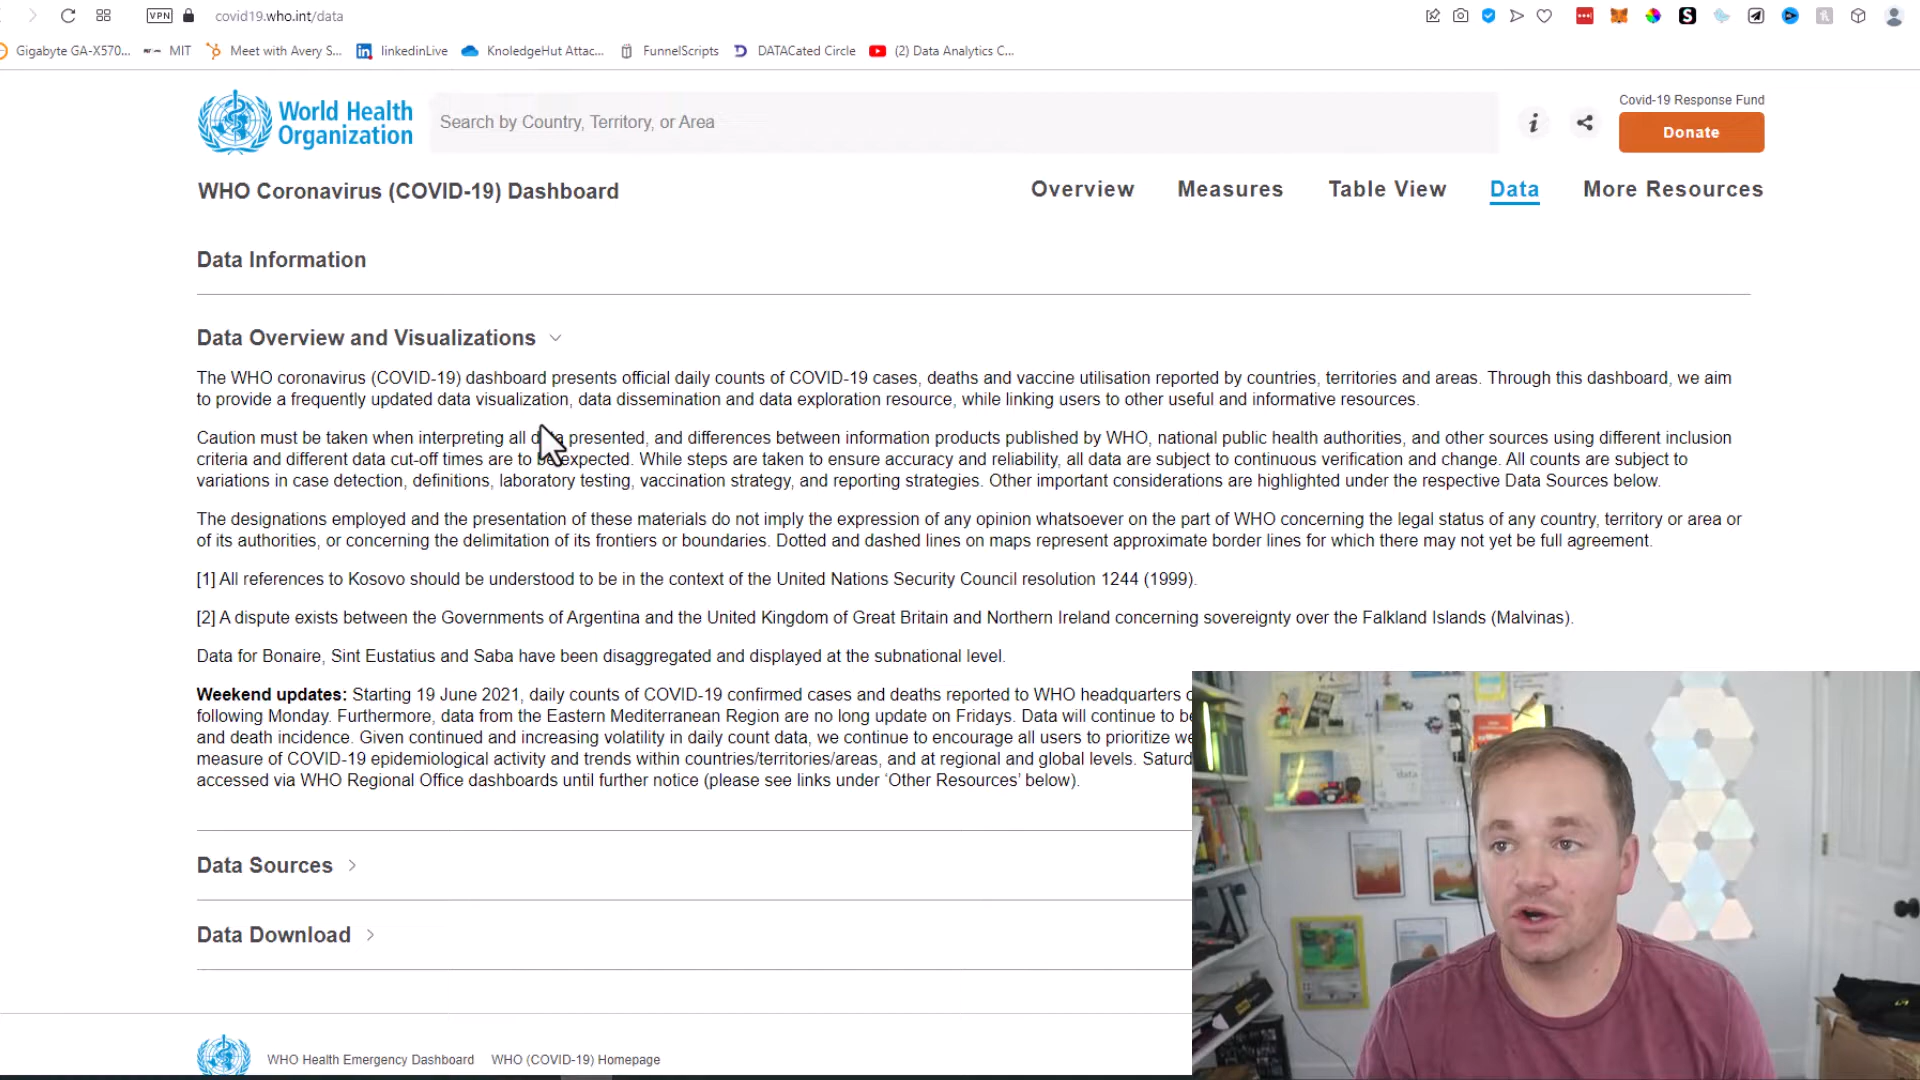 VPN covid19.who.int/data
Gigabyte GA-X570... MIT Meet with Avery S... linkedinLive KnoledgeHut Attac... FunnelScripts DATACated Circle (2) Data Analytics C...
Covid-19 Response Fund
World Health
Organization
Search by Country, Territory, or Area
Donate
WHO Coronavirus (COVID-19) Dashboard
Overview Measures Table View Data More Resources
Data Information
Data Overview and Visualizations
The WHO coronavirus (COVID-19) dashboard presents official daily counts of COVID-19 cases, deaths and vaccine utilisation reported by countries, territories and areas. Through this dashboard, we aim
to provide a frequently updated data visualization, data dissemination and data exploration resource, while linking users to other useful and informative resources.
Caution must be taken when interpreting all data presented, and differences between information products published by WHO, national public health authorities, and other sources using different inclusion
criteria and different data cut-off times are to be expected. While steps are taken to ensure accuracy and reliability, all data are subject to continuous verification and change. All counts are subject to
variations in case detection, definitions, laboratory testing, vaccination strategy, and reporting strategies. Other important considerations are highlighted under the respective Data Sources below.
The designations employed and the presentation of these materials do not imply the expression of any opinion whatsoever on the part of WHO concerning the legal status of any country, territory or area or
of its authorities, or concerning the delimitation of its frontiers or boundaries. Dotted and dashed lines on maps represent approximate border lines for which there may not yet be full agreement.
[1] All references to Kosovo should be understood to be in the context of the United Nations Security Council resolution 1244 (1999).
[2] A dispute exists between the Governments of Argentina and the United Kingdom of Great Britain and Northern Ireland concerning sovereignty over the Falkland Islands (Malvinas).
Data for Bonaire, Sint Eustatius and Saba have been disaggregated and displayed at the subnational level.
Weekend updates: Starting 19 June 2021, daily counts of COVID-19 confirmed cases and deaths reported to WHO headquarters
following Monday. Furthermore, data from the Eastern Mediterranean Region are no long update on Fridays. Data will continue to be
and death incidence. Given continued and increasing volatility in daily count data, we continue to encourage all users to prioritize we
measure of COVID-19 epidemiological activity and trends within countries/territories/areas, and at regional and global levels. Saturd
accessed via WHO Regional Office dashboards until further notice (please see links under ‘Other Resources’ below).
Data Sources
Data Download
WHO Health Emergency Dashboard WHO (COVID-19) Homepage
data